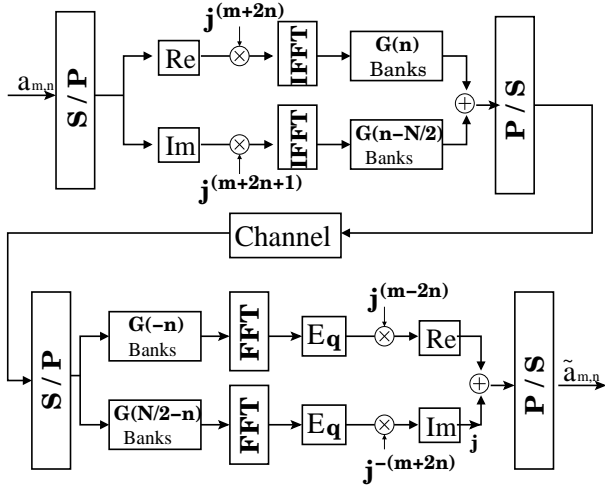 a_{m,n}
S / P
Re
j^{(m+2n)}
IFFT
G(n)
Banks
Im
j^{(m+2n+1)}
IFFT
G(n-N/2)
Banks
P / S
Channel
S / P
G(-n)
Banks
FFT
Eq
j^{(m-2n)}
Re
G(N/2-n)
Banks
FFT
Eq
j^{-(m+2n)}
Im
j
P / S
ã_{m,n}